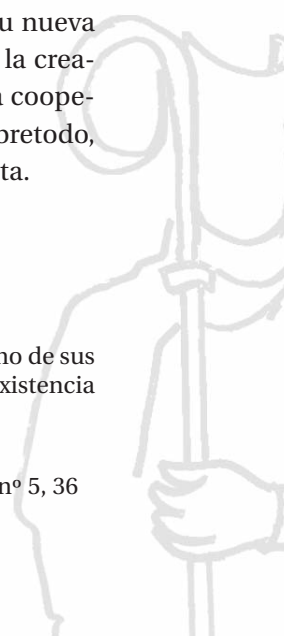 u nueva
la crea-
coope-
bretodo,
ta.
no de sus
xistencia
nº 5, 36